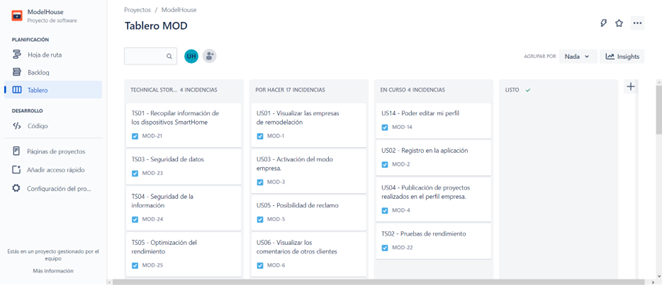 ModelHouse
Proyecto de software
PLANIFICACIÓN
Hoja de ruta
Backlog
Tablero
DESARROLLO
Código
Páginas de proyectos
Añadir acceso rápido
Configuración del pro...
Estás en un proyecto gestionado por el
equipo
Más información
Proyectos / ModelHouse
Tablero MOD
UH
AGRUPAR POR
Nada
Insights
TECHNICAL STOR... 4 INCIDENCIAS
TS01 - Recopilar información de
los dispositivos SmartHome
MOD-21
TS03 - Seguridad de datos
MOD-23
TS04 - Seguridad de la
información
MOD-24
TS05 - Optimización del
rendimiento
MOD-25
POR HACER 17 INCIDENCIAS
US01 - Visualizar las empresas
de remodelación
MOD-1
US03 - Activación del modo
empresa.
MOD-3
US05 - Posibilidad de reclamo
MOD-5
US06 - Visualizar los
comentarios de otros clientes
MOD-6
EN CURSO 4 INCIDENCIAS
US14 - Poder editar mi perfil
MOD-14
US02 - Registro en la aplicación
MOD-2
US04 - Publicación de proyectos
realizados en el perfil empresa.
MOD-4
TS02 - Pruebas de rendimiento
MOD-22
LISTO